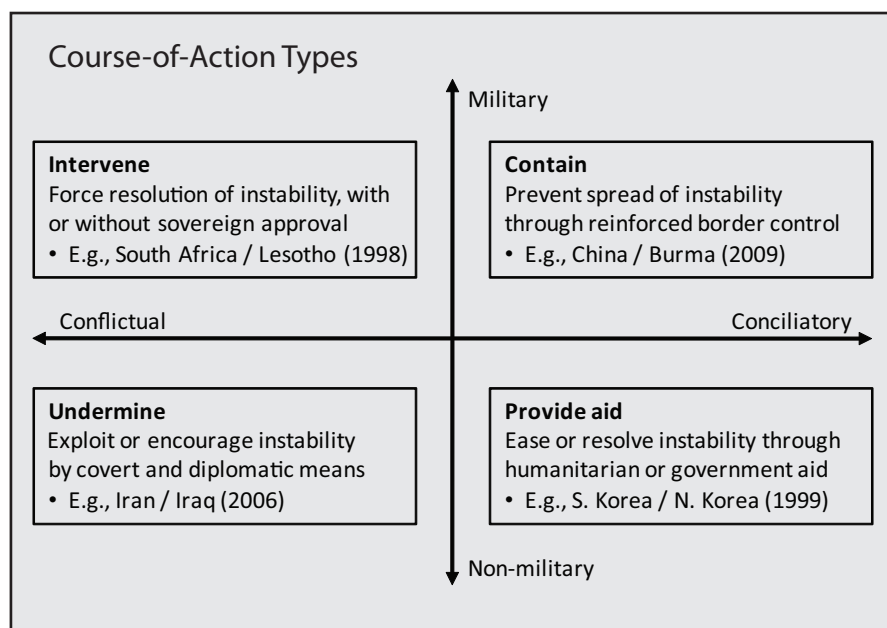 Course-of-Action Types
Military
Intervene
Force resolution of instability, with
or without sovereign approval
• E.g., South Africa / Lesotho (1998)
Contain
Prevent spread of instability
through reinforced border control
• E.g., China / Burma (2009)
Conflictual
Conciliatory
Undermine
Exploit or encourage instability
by covert and diplomatic means
• E.g., Iran / Iraq (2006)
Provide aid
Ease or resolve instability through
humanitarian or government aid
• E.g., S. Korea / N. Korea (1999)
Non-military